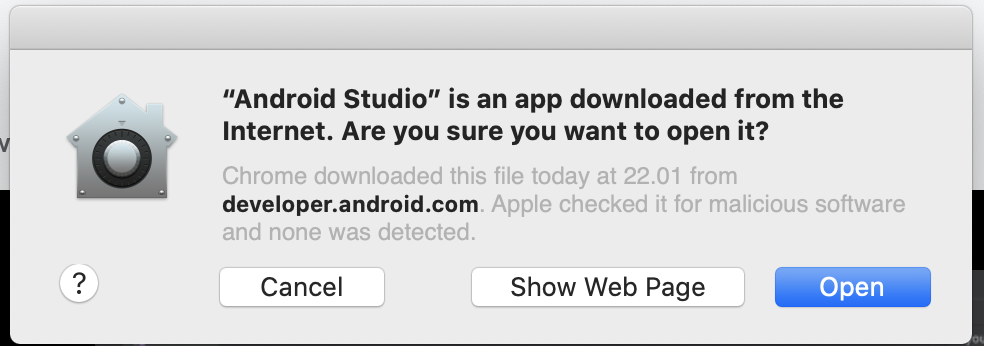 “Android Studio” is an app downloaded from the
Internet. Are you sure you want to open it?
Chrome downloaded this file today at 22.01 from
developer.android.com. Apple checked it for malicious software
and none was detected.
? Cancel Show Web Page Open